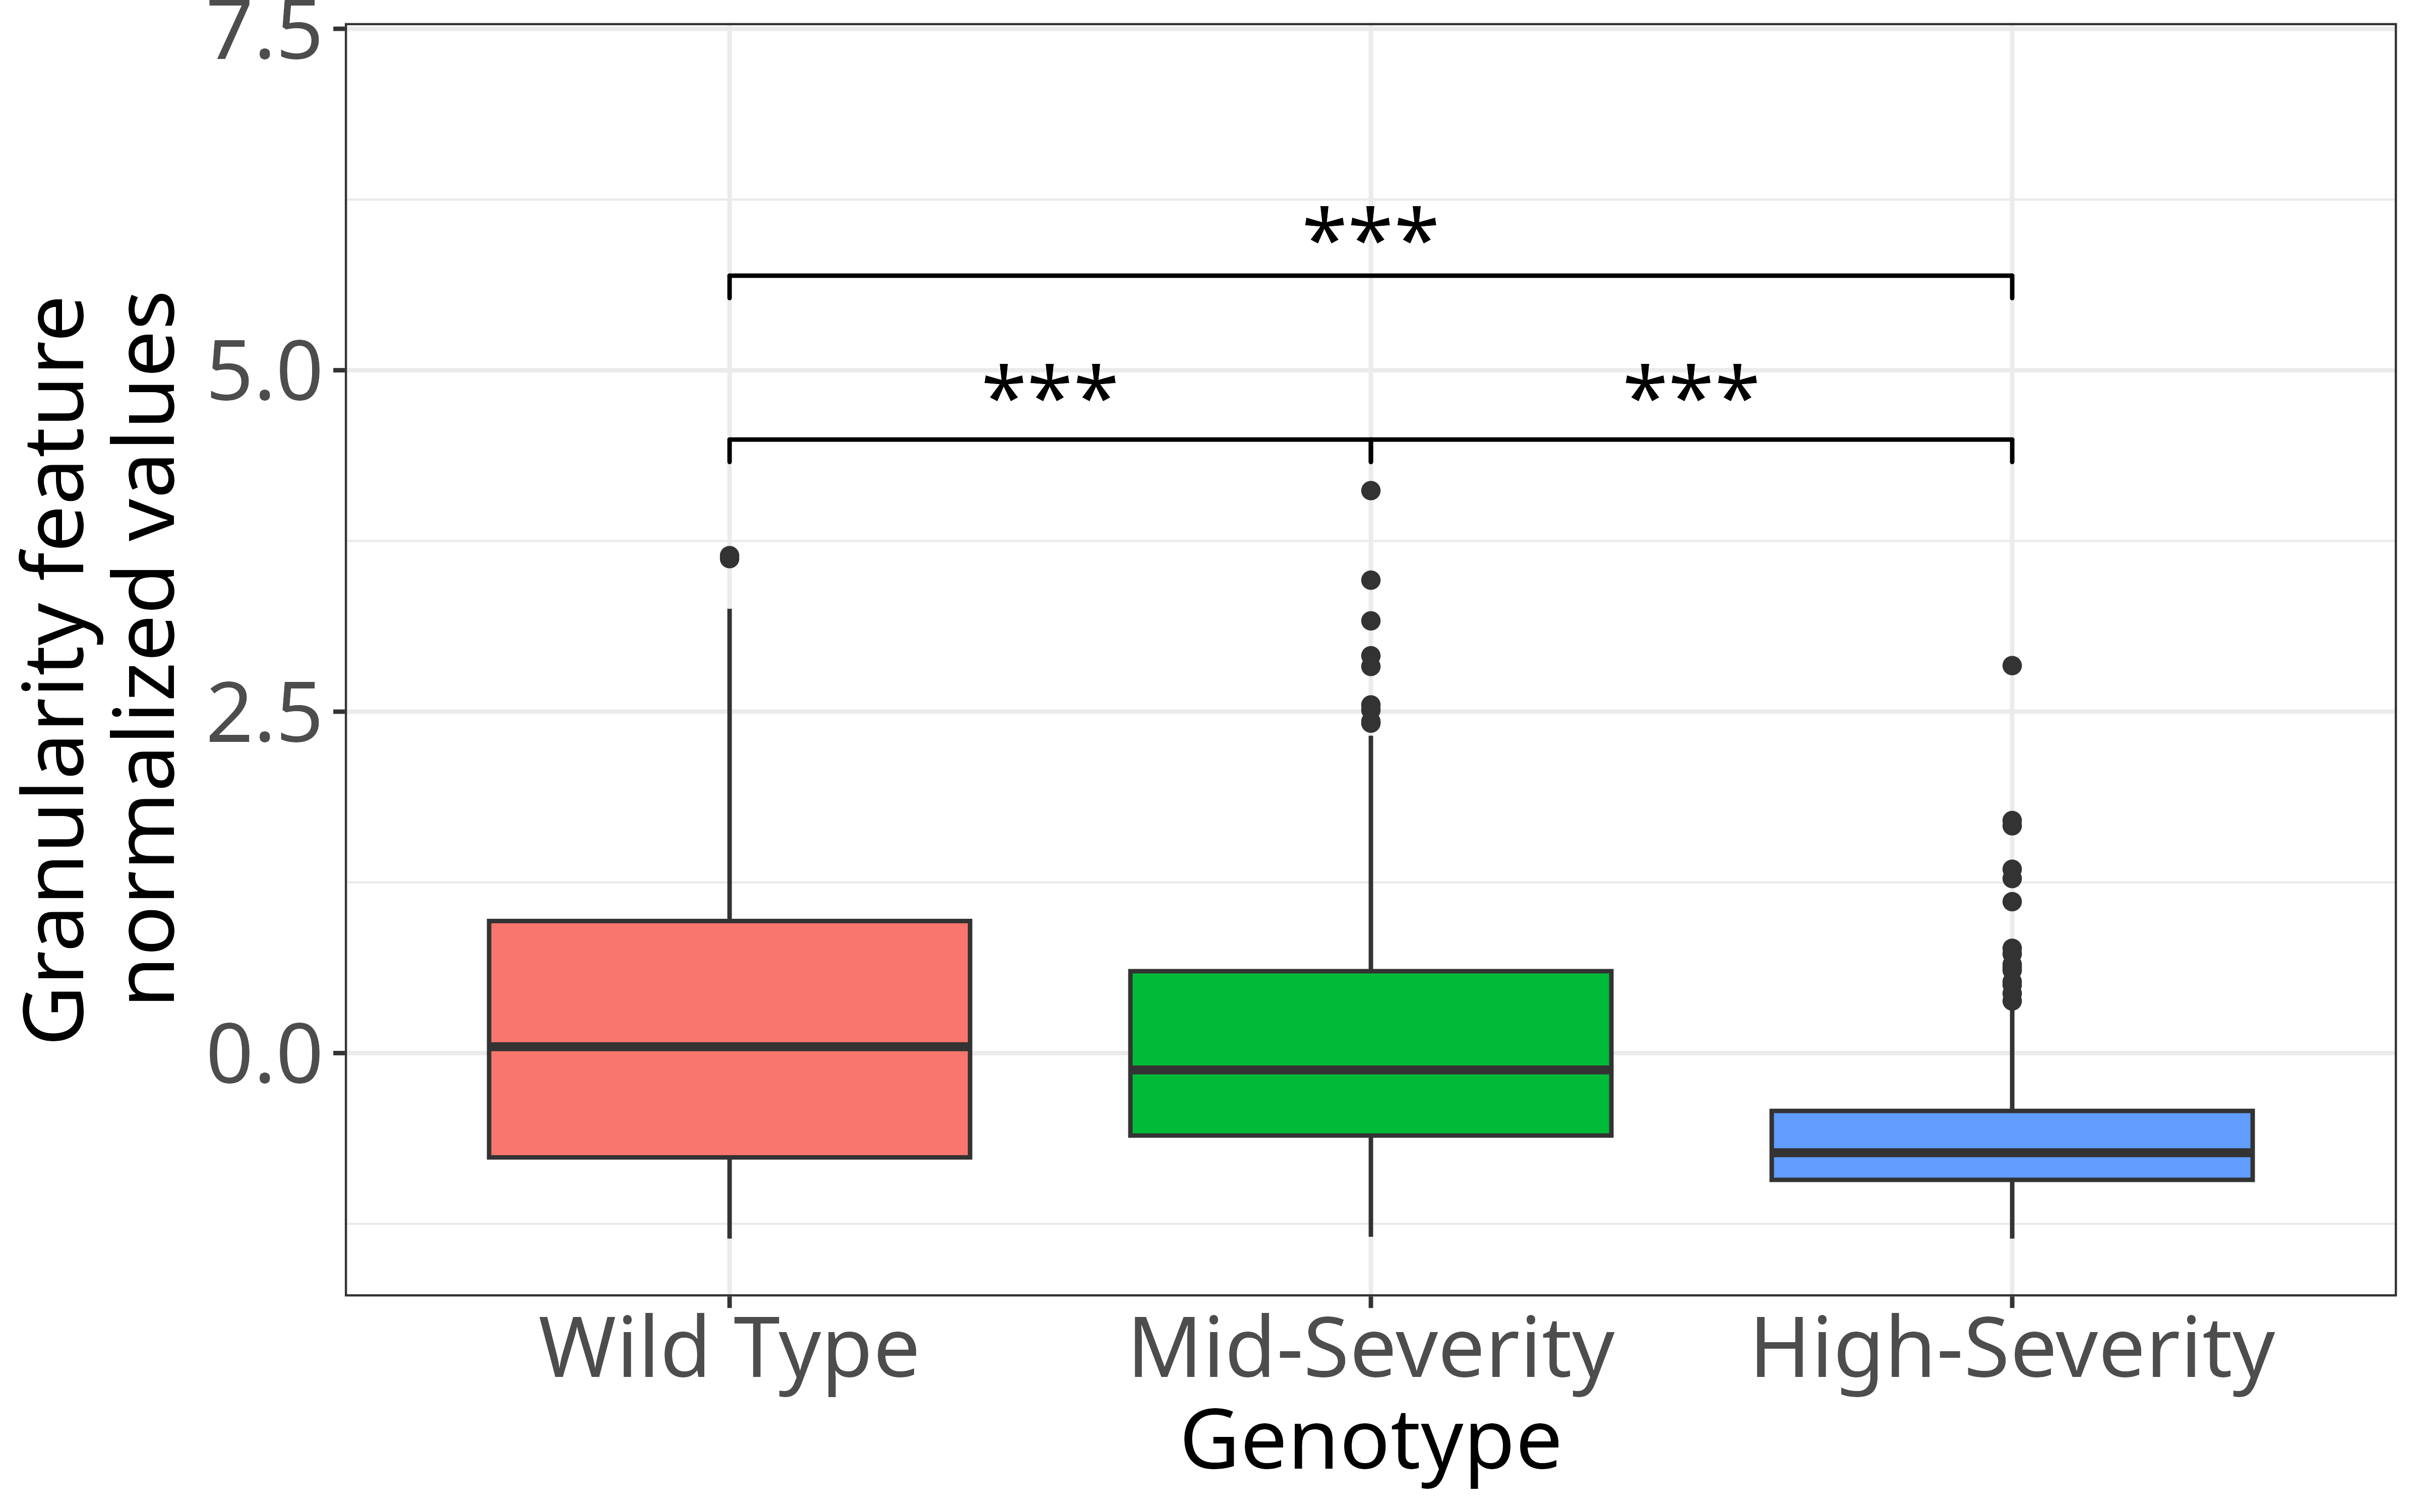 Granularity feature
normalized values
7.5
5.0
2.5
0.0
***
*** ***
Wild Type Mid-Severity High-Severity
Genotype